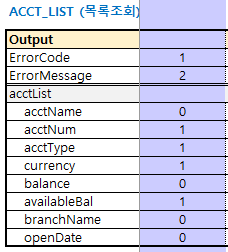 ACCT_LIST (목록조회)
Output
ErrorCode 1
ErrorMessage 2
acctList
acctName 0
acctNum 1
acctType 1
currency 1
balance 0
availableBal 1
branchName 0
openDate 0